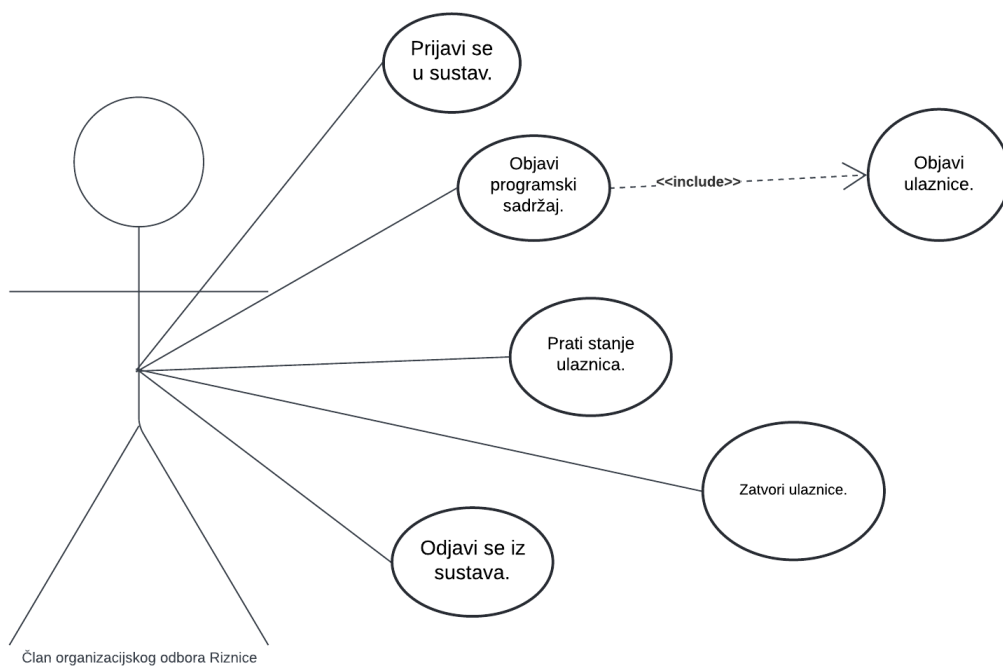 Prijavi se
u sustav.
Objavi
programski
sadržaj.
<<include>>
Objavi
ulaznice.
Prati stanje
ulaznica.
Zatvori ulaznice.
Odjavi se iz
sustava.
Član organizacijskog odbora Riznice